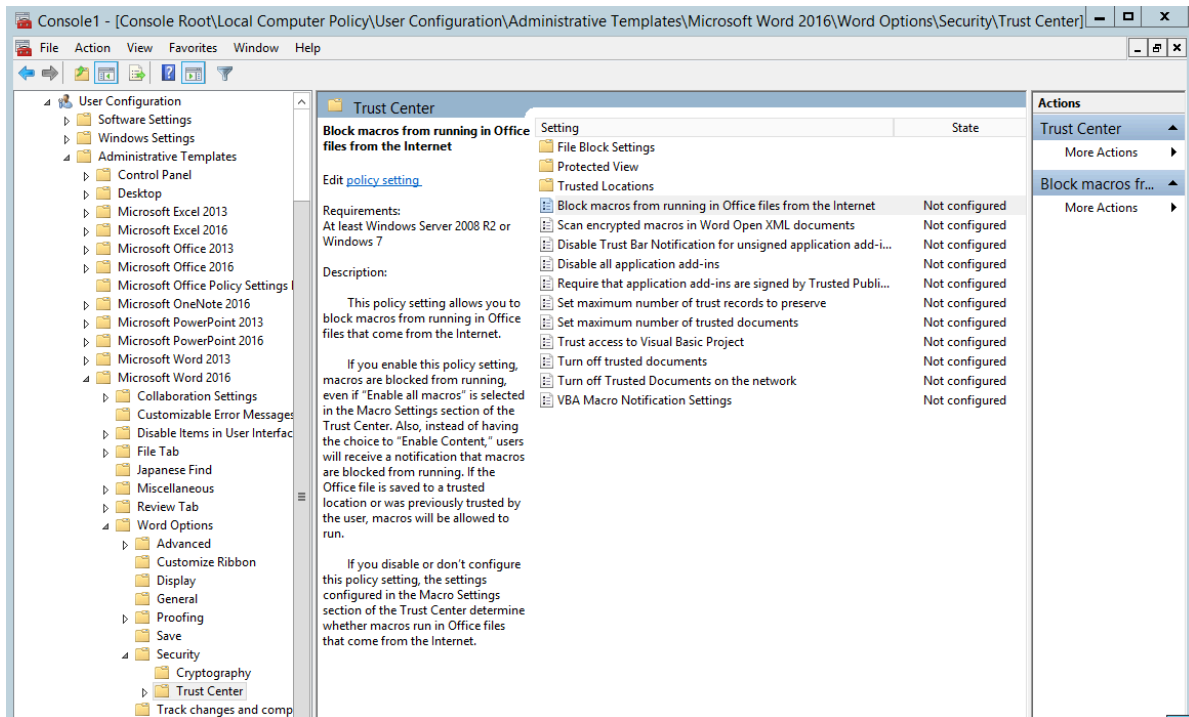 Console1 - [Console Root\Local Computer Policy\User Configuration\Administrative Templates\Microsoft Word 2016\Word Options\Security\Trust Center]
File Action View Favorites Window Help
User Configuration
Software Settings
Windows Settings
Administrative Templates
Control Panel
Desktop
Microsoft Excel 2013
Microsoft Excel 2016
Microsoft Office 2013
Microsoft Office 2016
Microsoft Office Policy Settings
Microsoft OneNote 2016
Microsoft PowerPoint 2013
Microsoft PowerPoint 2016
Microsoft Word 2013
Microsoft Word 2016
Collaboration Settings
Customizable Error Messages
Disable Items in User Interfac
File Tab
Japanese Find
Miscellaneous
Review Tab
Word Options
Advanced
Customize Ribbon
Display
General
Proofing
Save
Security
Cryptography
Trust Center
Track changes and comp
Trust Center
Block macros from running in Office
files from the Internet
Edit policy setting
Requirements:
At least Windows Server 2008 R2 or
Windows 7
Description:
This policy setting allows you to
block macros from running in Office
files that come from the Internet.
If you enable this policy setting,
macros are blocked from running,
even if "Enable all macros" is selected
in the Macro Settings section of the
Trust Center. Also, instead of having
the choice to "Enable Content," users
will receive a notification that macros
are blocked from running. If the
Office file is saved to a trusted
location or was previously trusted by
the user, macros will be allowed to
run.
If you disable or don't configure
this policy setting, the settings
configured in the Macro Settings
section of the Trust Center determine
whether macros run in Office files
that come from the Internet.
Setting State
File Block Settings
Protected View
Trusted Locations
Block macros from running in Office files from the Internet Not configured
Scan encrypted macros in Word Open XML documents Not configured
Disable Trust Bar Notification for unsigned application add-i... Not configured
Disable all application add-ins Not configured
Require that application add-ins are signed by Trusted Publi... Not configured
Set maximum number of trust records to preserve Not configured
Set maximum number of trusted documents Not configured
Trust access to Visual Basic Project Not configured
Turn off trusted documents Not configured
Turn off Trusted Documents on the network Not configured
VBA Macro Notification Settings Not configured
Actions
Trust Center
More Actions
Block macros fr...
More Actions